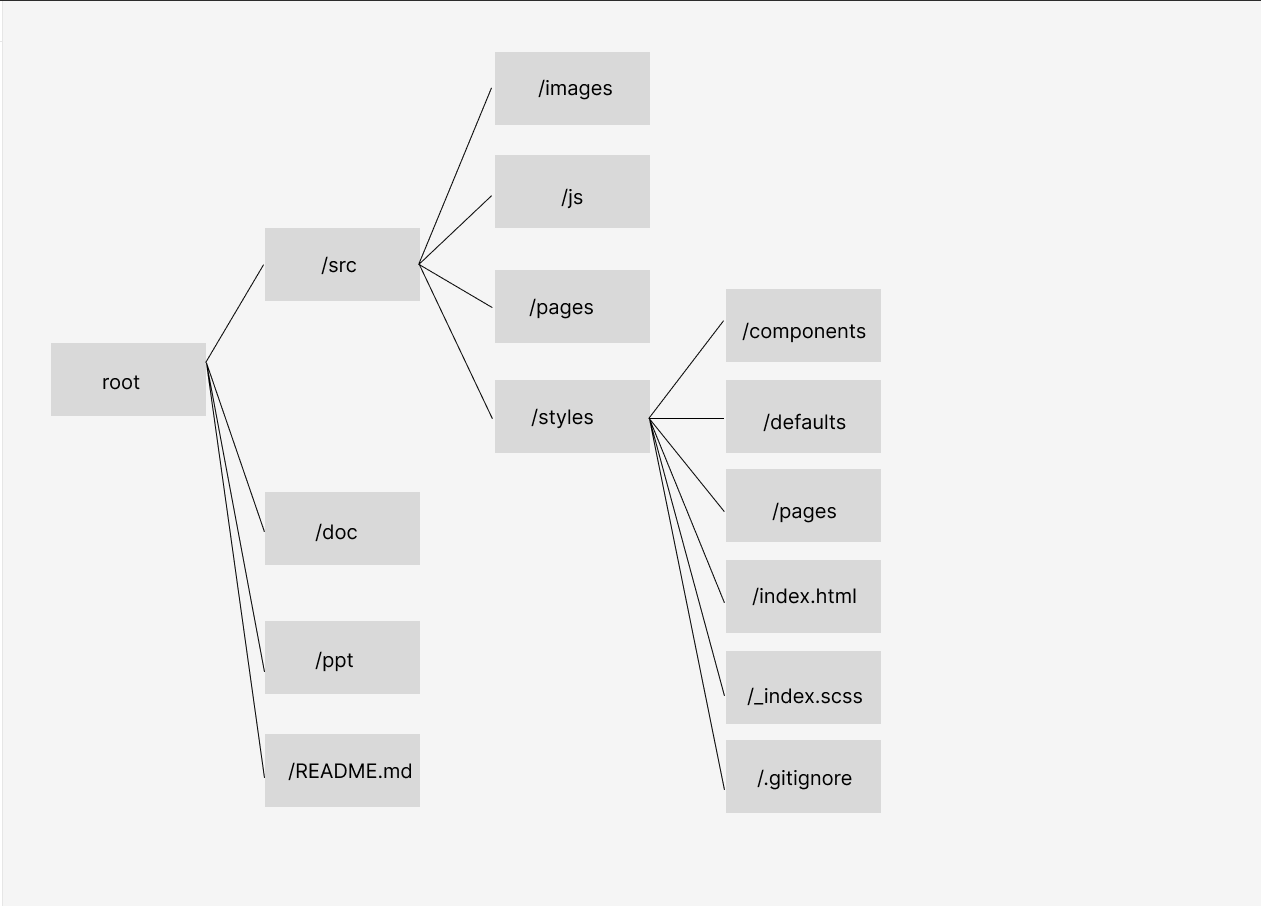 root
/src
/doc
/ppt
/README.md
/images
/js
/pages
/styles
/components
/defaults
/pages
/index.html
/_index.scss
/.gitignore